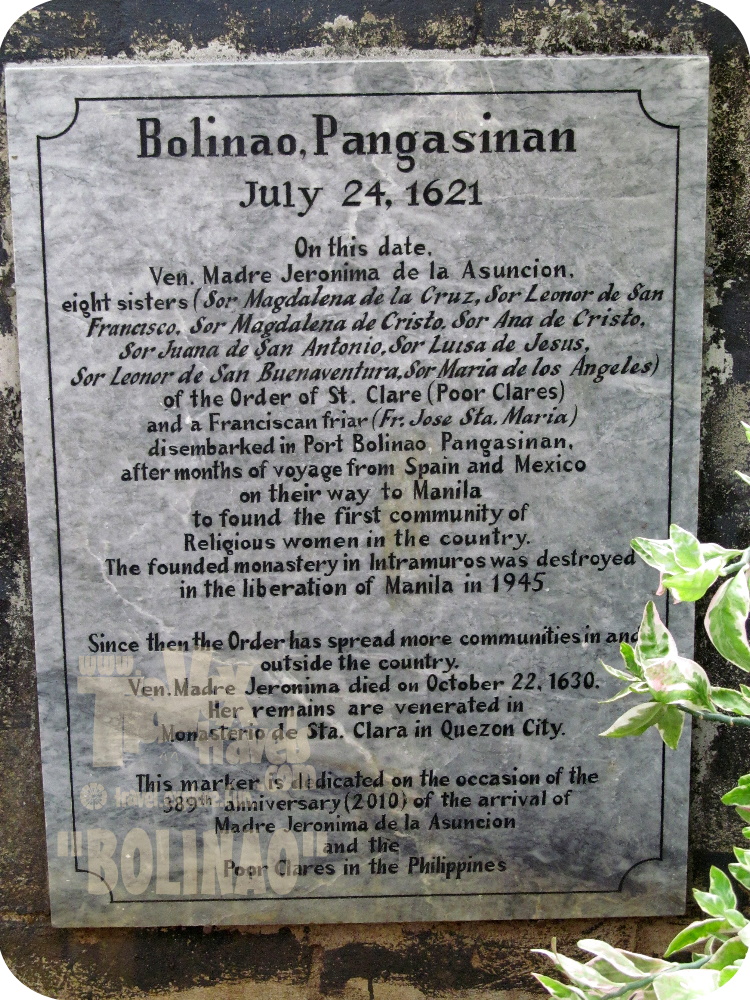 Bolinao, Pangasinan
July 24, 1621
On this date,
Ven. Madre Jeronima de la Asuncion,
eight sisters (Sor Magdalena de la Cruz, Sor Leonor de San
Francisco, Sor Magdalena de Cristo, Sor Ana de Cristo,
Sor Juana de San Antonio, Sor Luisa de Jesus,
Sor Leonor de San Buenaventura, Sor Maria de los Angeles)
of the Order of St. Clare (Poor Clares)
and a Franciscan friar (Fr. Jose Sta. Maria)
disembarked in Port Bolinao, Pangasinan,
after months of voyage from Spain and Mexico
on their way to Manila
to found the first community of
Religious women in the country.
The founded monastery in Intramuros was destroyed
in the liberation of Manila in 1945
Since then the Order has spread more communities in and
outside the country.
Ven. Madre Jeronima died on October 22, 1630.
Her remains are venerated in
Monasterio de Sta. Clara in Quezon City.
This marker is dedicated on the occasion of the
389th anniversary (2010) of the arrival of
Madre Jeronima de la Asuncion
and the
Poor Clares in the Philippines
www
travel
"BOLINAO"